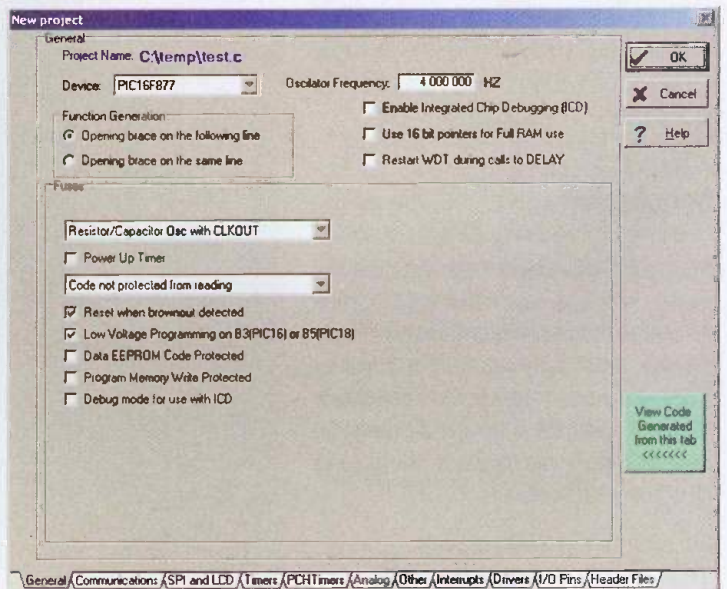 New project
General
Project Name: C:\temp\test.c
Device: PIC16F877
Oscilator Frequency: 4 000 000 HZ
Function Generation
Opening brace on the following line
Opening brace on the same line
Enable Integrated Chip Debugging (ICD)
Use 16 bit pointers for Full RAM use
Restart WDT during calls to DELAY
OK
Cancel
? Help
Fuses
Resistor/Capacitor Osc with CLKOUT
Power Up Timer
Code not protected from reading
Reset when brownout detected
Low Voltage Programming on B3(PIC16) or B5(PIC18)
Data EEPROM Code Protected
Program Memory Write Protected
Debug mode for use with ICD
View Code
Generated
from this tab
<<<<<<<
General Communications SPI and LCD Timers PCHTimers Analog Other Interrupts Drivers I/O Pins Header Files